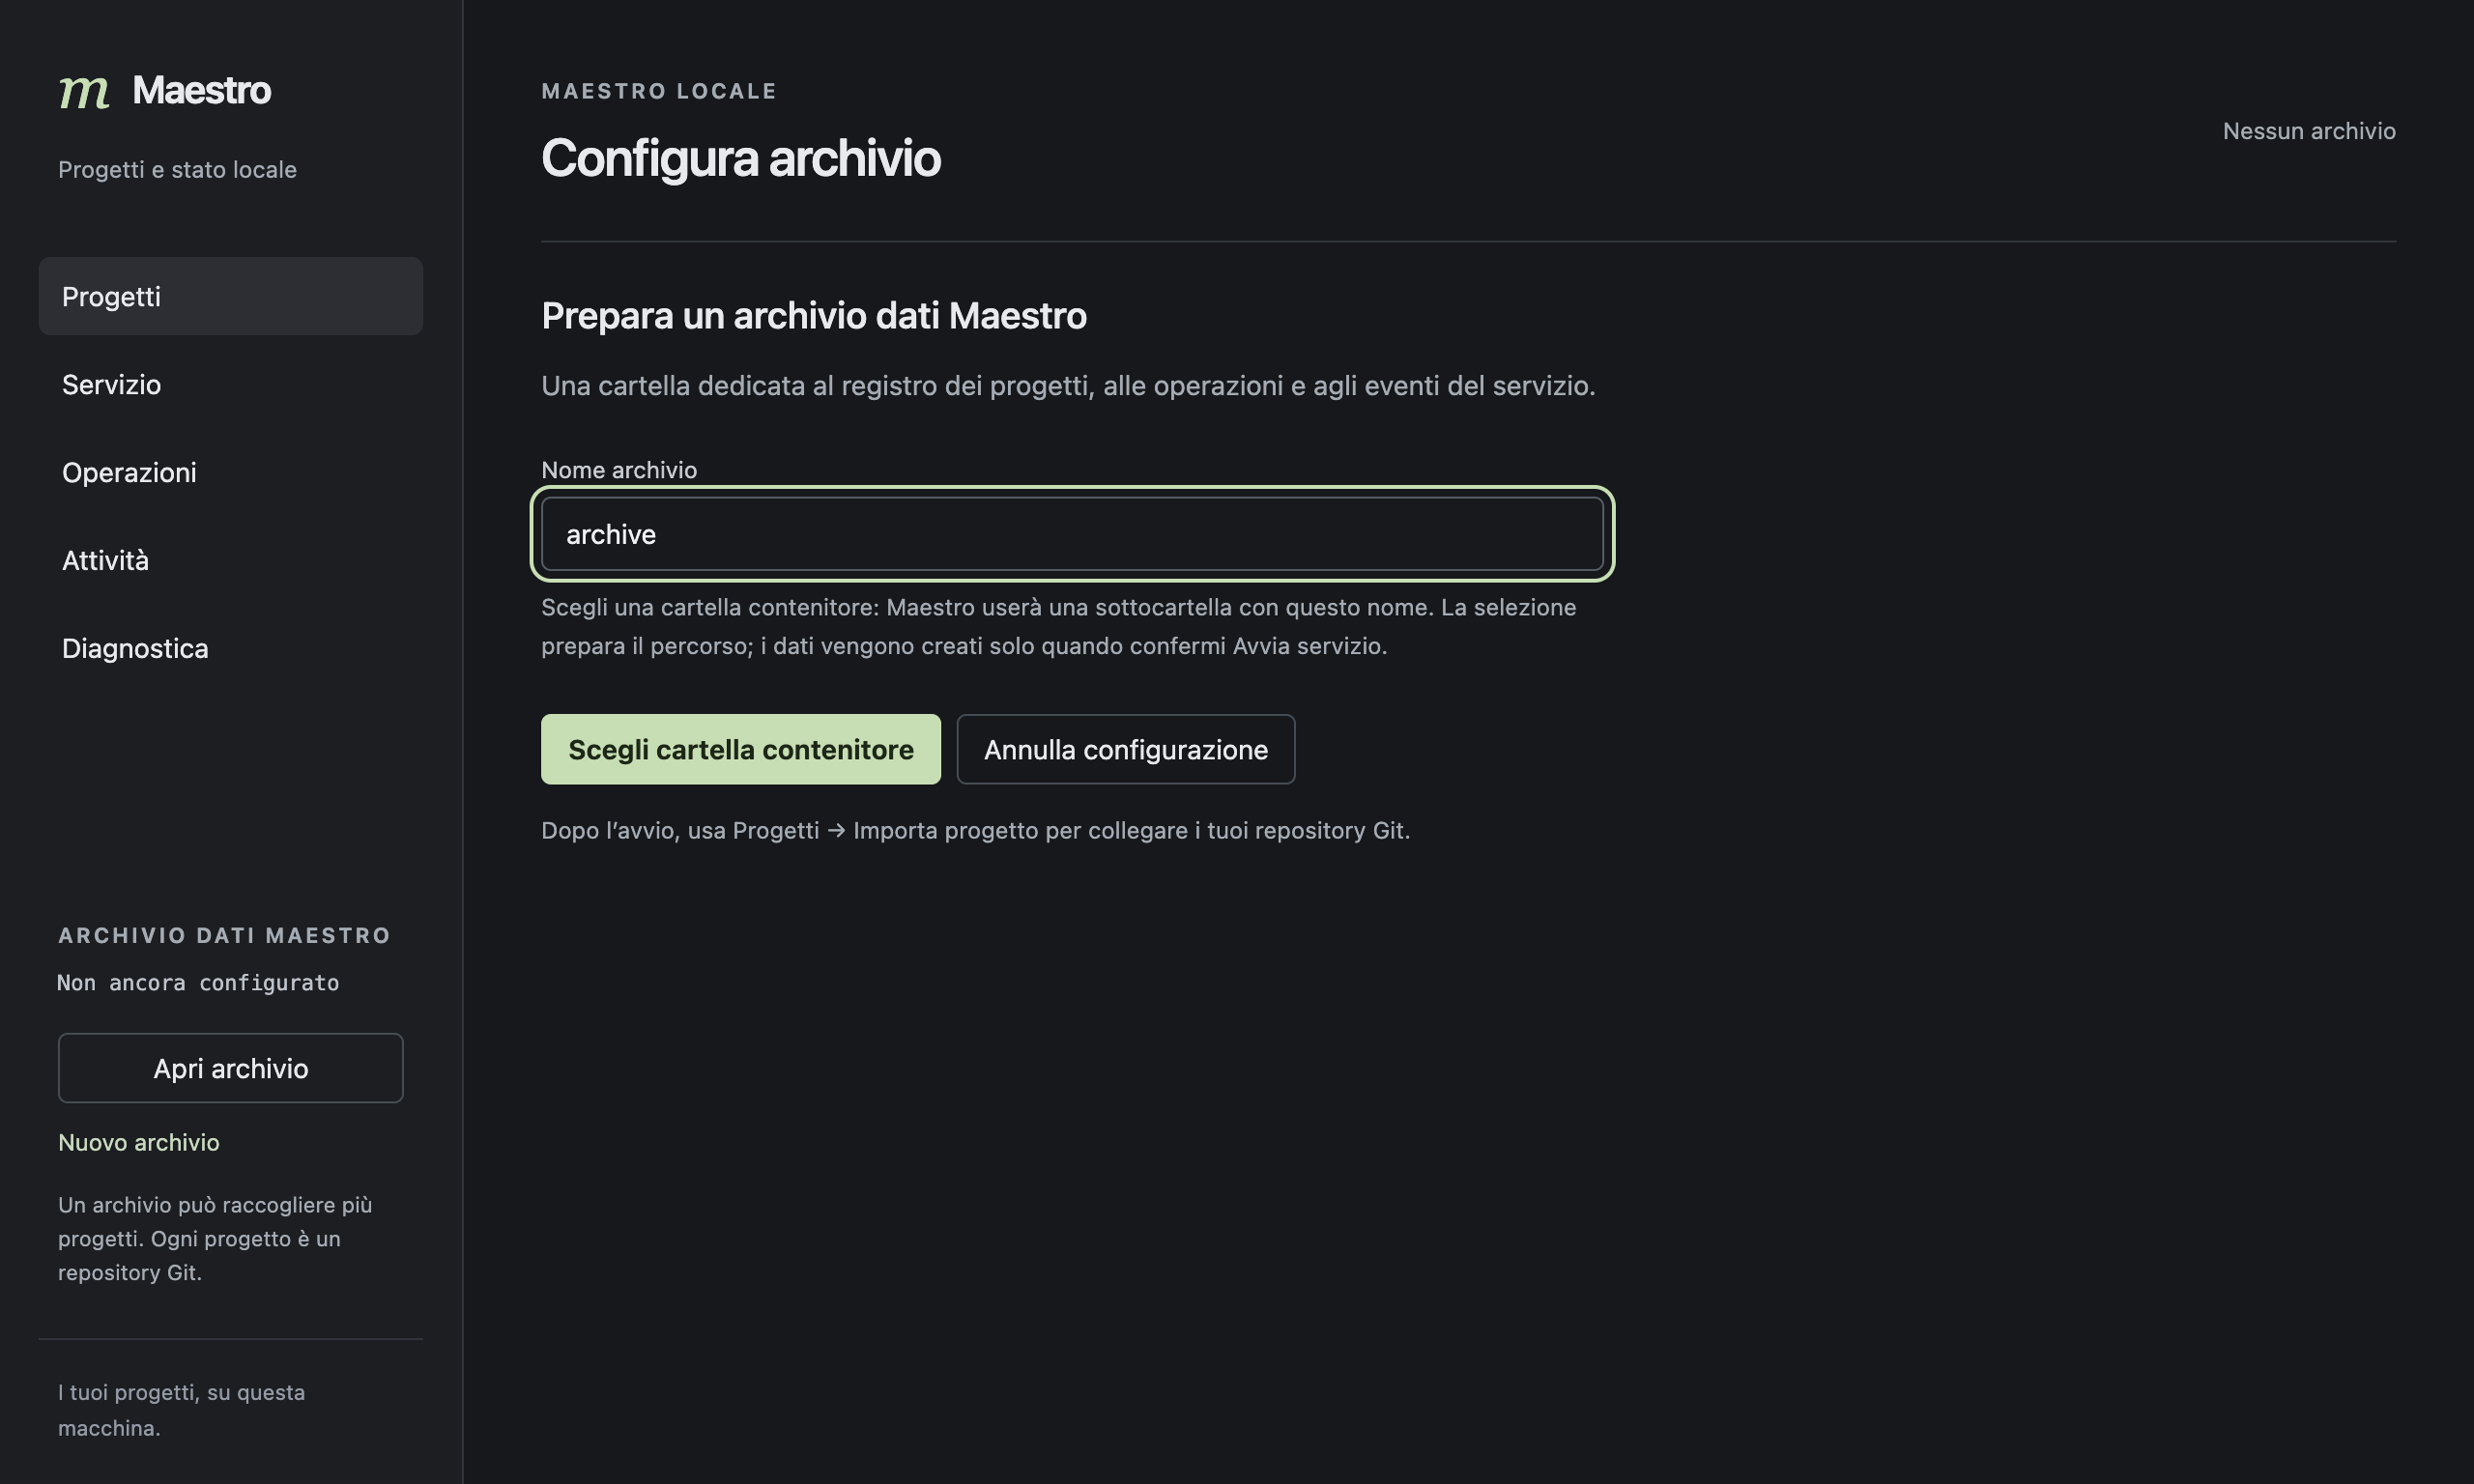 m Maestro
Progetti e stato locale
Progetti
Servizio
Operazioni
Attività
Diagnostica
ARCHIVIO DATI MAESTRO
Non ancora configurato
Apri archivio
Nuovo archivio
Un archivio può raccogliere più
progetti. Ogni progetto è un
repository Git.
I tuoi progetti, su questa
macchina.
MAESTRO LOCALE
Configura archivio
Nessun archivio
Prepara un archivio dati Maestro
Una cartella dedicata al registro dei progetti, alle operazioni e agli eventi del servizio.
Nome archivio
archive
Scegli una cartella contenitore: Maestro userà una sottocartella con questo nome. La selezione
prepara il percorso; i dati vengono creati solo quando confermi Avvia servizio.
Scegli cartella contenitore
Annulla configurazione
Dopo l’avvio, usa Progetti → Importa progetto per collegare i tuoi repository Git.